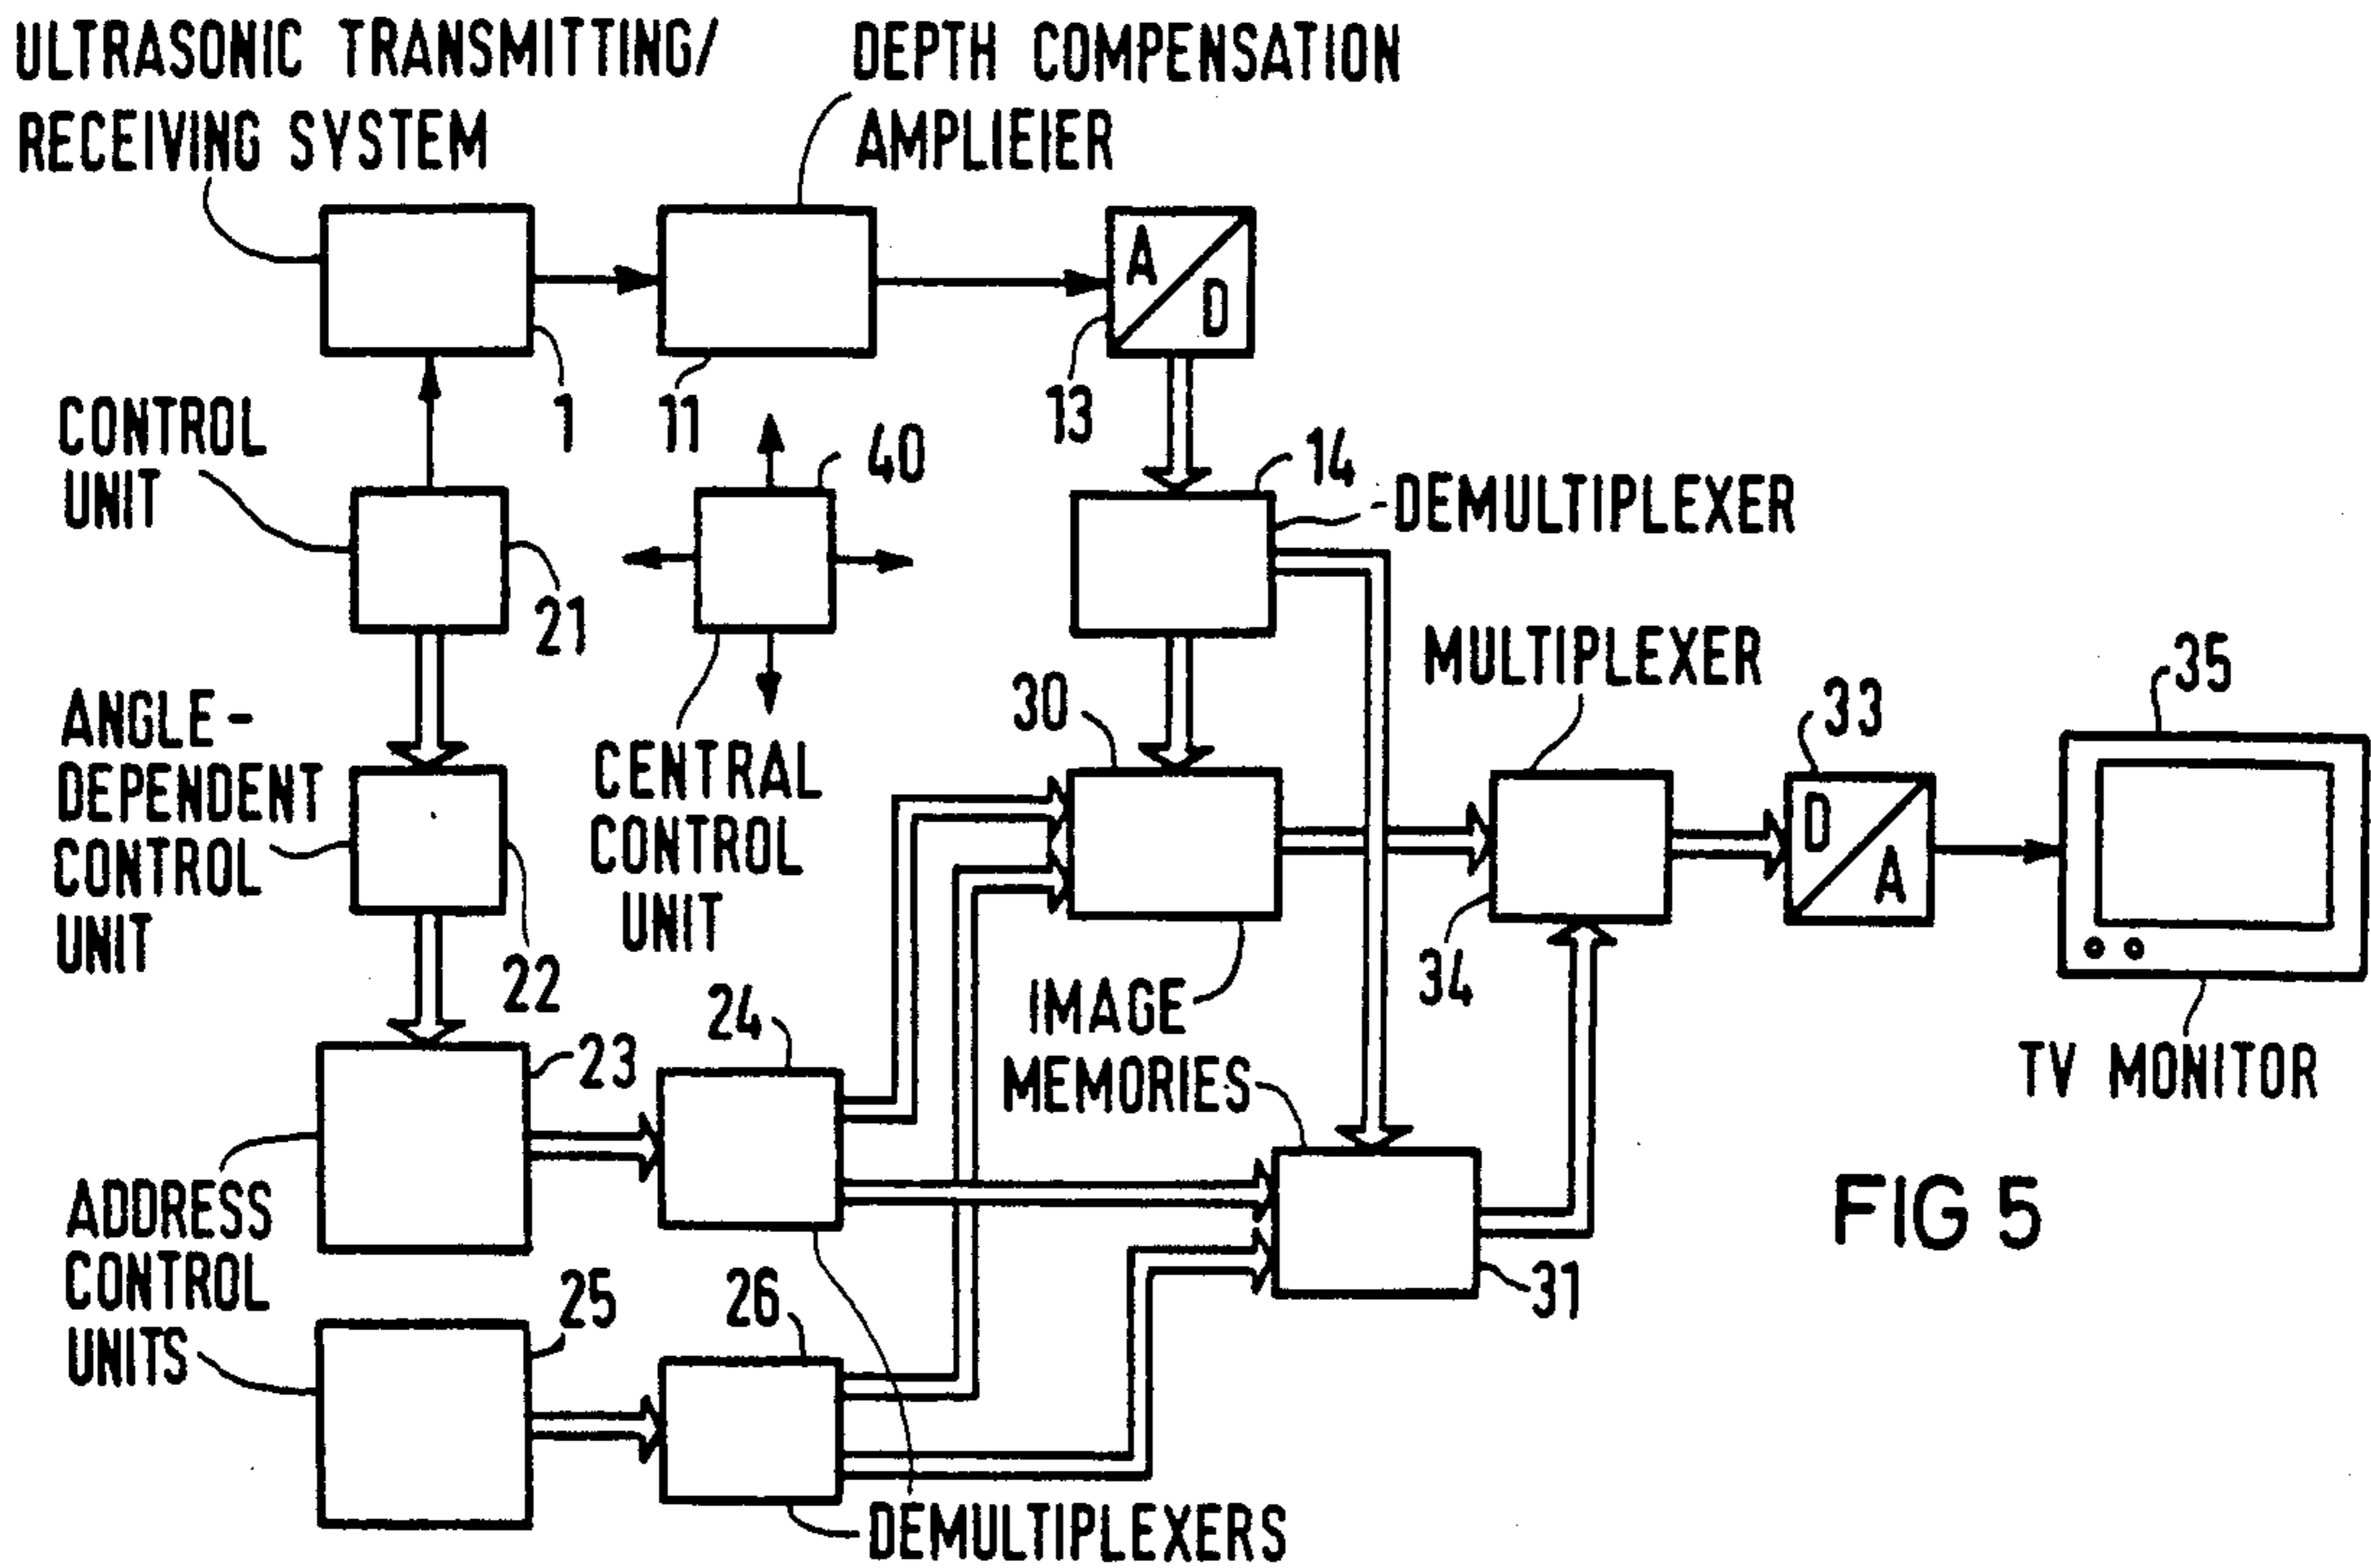 ULTRASONIC TRANSMITTING/
RECEIVING SYSTEM
DEPTH COMPENSATION
AMPLIEIER
A
D
1
11
13
CONTROL
UNIT
21
40
14
-DEMULTIPLEXER
ANGLE-
DEPENDENT
CONTROL
UNIT
22
CENTRAL
CONTROL
UNIT
30
MULTIPLEXER
34
33
D
A
35
TV MONITOR
IMAGE
MEMORIES
23
24
ADDRESS
CONTROL
UNITS
25
26
31
DEMULTIPLEXERS
FIG 5